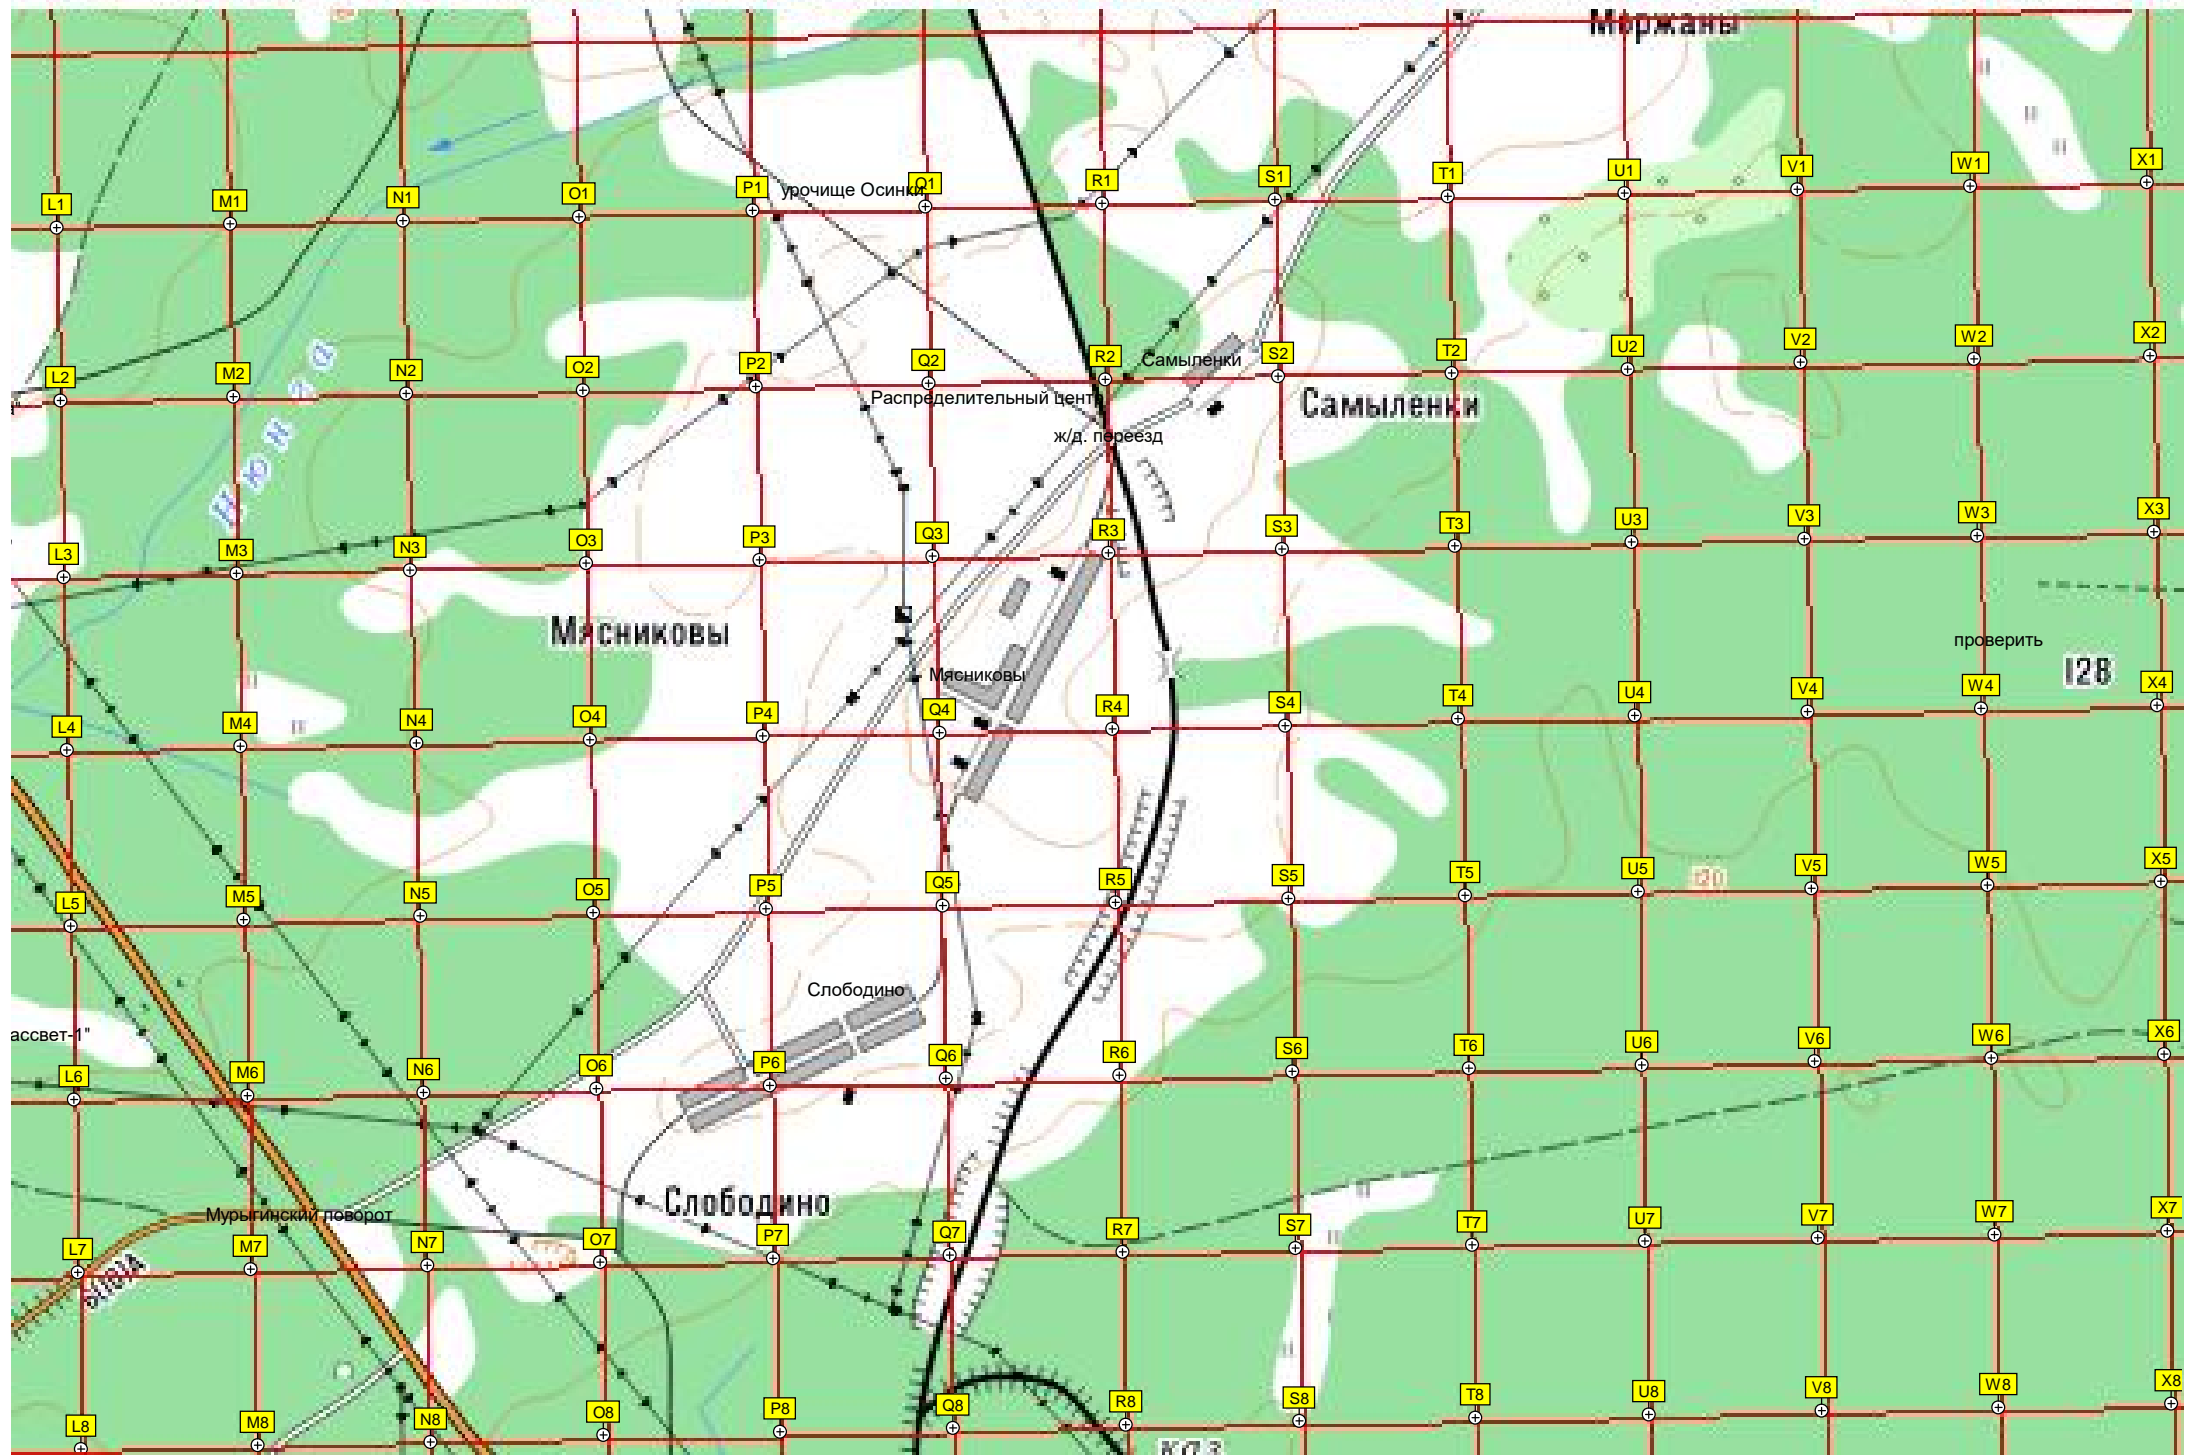 Мержаны
L1 M1 N1 O1 P1 урочище Осинки Q1 R1 S1 T1 U1 V1 W1 X1
L2 M2 N2 O2 P2 Q2 R2 Самыленки S2 T2 U2 V2 W2 X2
Распределительный центр
Самыленки
ж/д. переезд
Нюнда
L3 M3 N3 O3 P3 Q3 R3 S3 T3 U3 V3 W3 X3
Мясниковы
проверить
128
Мясниковы
L4 M4 N4 O4 P4 Q4 R4 S4 T4 U4 V4 W4 X4
120
L5 M5 N5 O5 P5 Q5 R5 S5 T5 U5 V5 W5 X5
Слободино
ассвет-1"
L6 M6 N6 O6 P6 Q6 R6 S6 T6 U6 V6 W6 X6
Слободино
Мурыгинский поворот
L7 M7 N7 O7 P7 Q7 R7 S7 T7 U7 V7 W7 X7
L8 M8 N8 O8 P8 Q8 R8 S8 T8 U8 V8 W8 X8